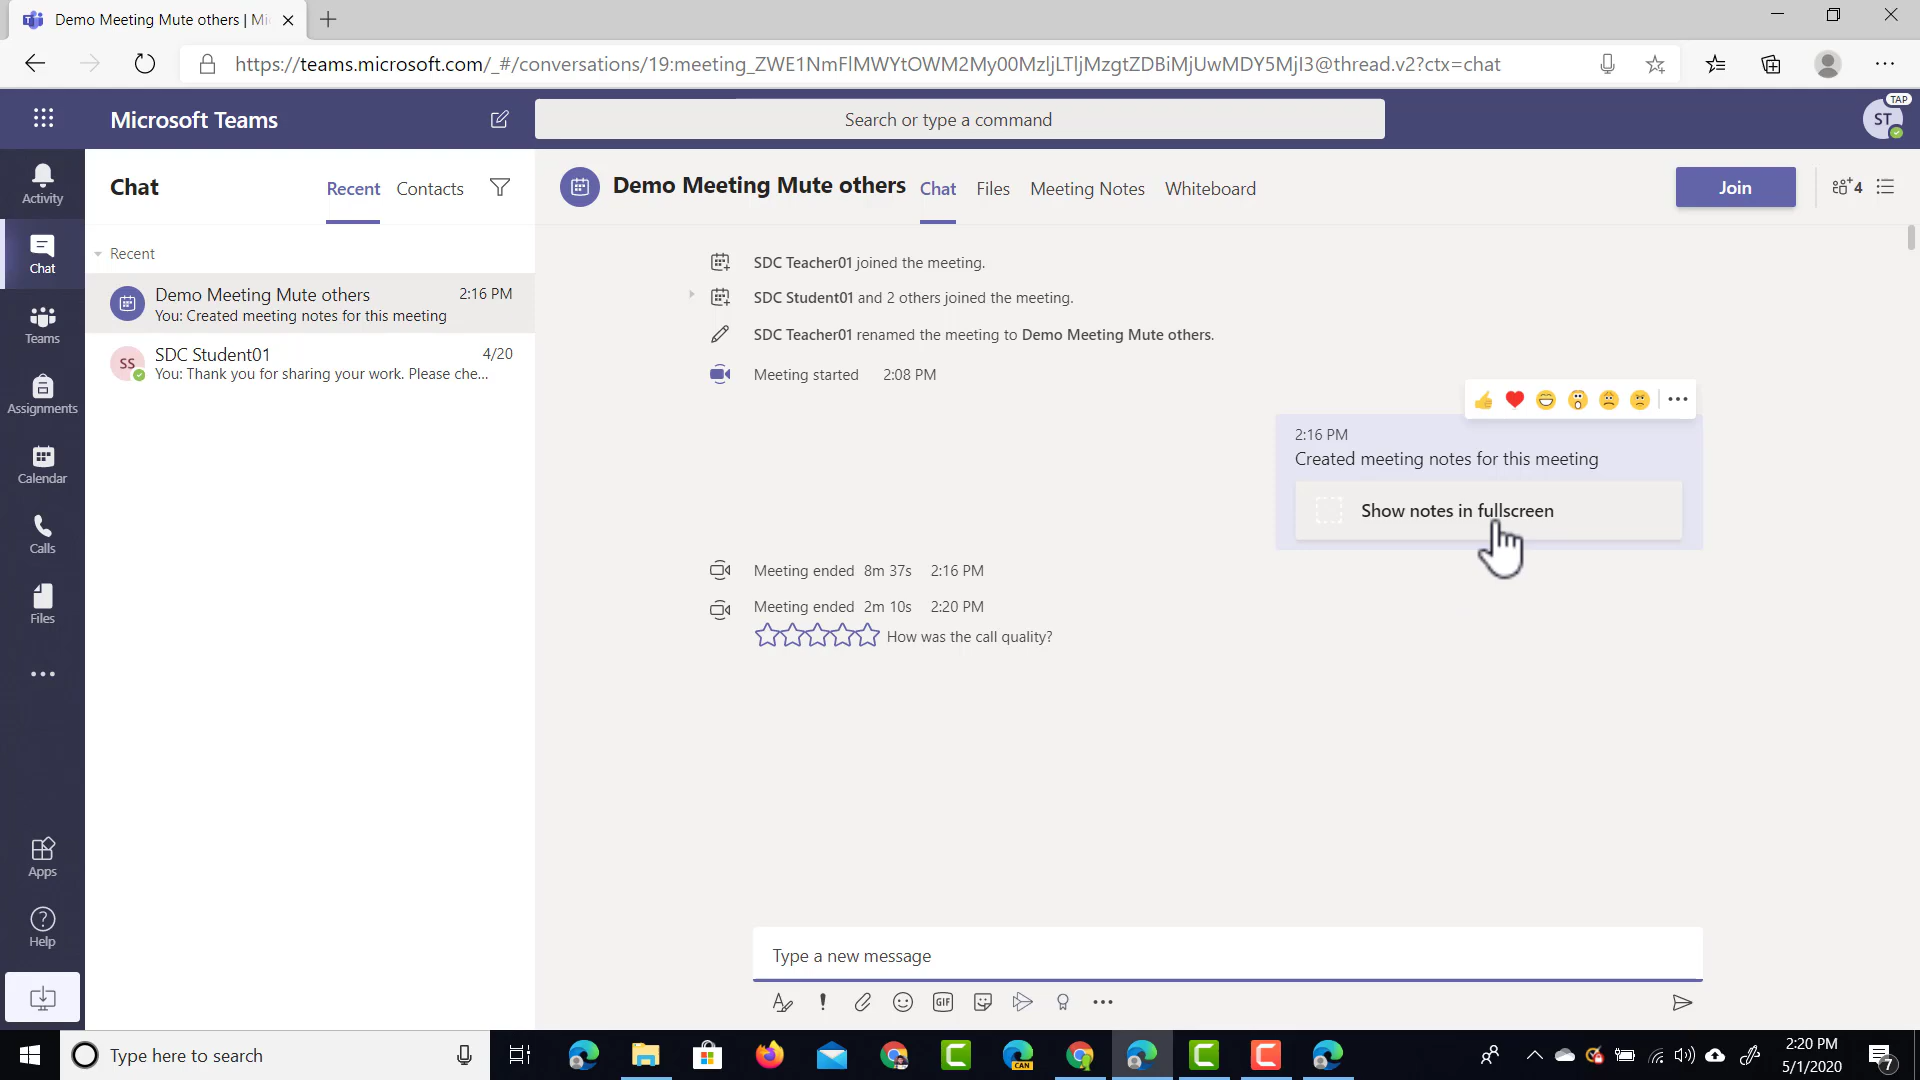 Demo Meeting Mute others | Mi
https://teams.microsoft.com/_#/conversations/19:meeting_ZWE1NmFlMWYtOWM2My00MzljLTljMzgtZDBiMjUwMDY5MjI3@thread.v2?ctx=chat
Microsoft Teams
Search or type a command
TAP
ST
Activity
Chat
Teams
Assignments
Calendar
Calls
Files
Apps
Help
Chat
Recent
Contacts
Recent
Demo Meeting Mute others
2:16 PM
You: Created meeting notes for this meeting
SS
SDC Student01
4/20
You: Thank you for sharing your work. Please che...
Demo Meeting Mute others
Chat
Files
Meeting Notes
Whiteboard
Join
4
SDC Teacher01 joined the meeting.
SDC Student01 and 2 others joined the meeting.
SDC Teacher01 renamed the meeting to Demo Meeting Mute others.
Meeting started 2:08 PM
2:16 PM
Created meeting notes for this meeting
Show notes in fullscreen
Meeting ended 8m 37s 2:16 PM
Meeting ended 2m 10s 2:20 PM
How was the call quality?
Type a new message
GIF
Type here to search
CAN
2:20 PM
5/1/2020
7